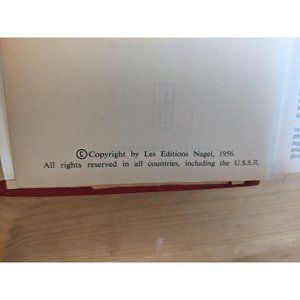 © Copyright by Les Editions Nagel, 1956.
All rights reserved in all countries, including the U.S.S.R.